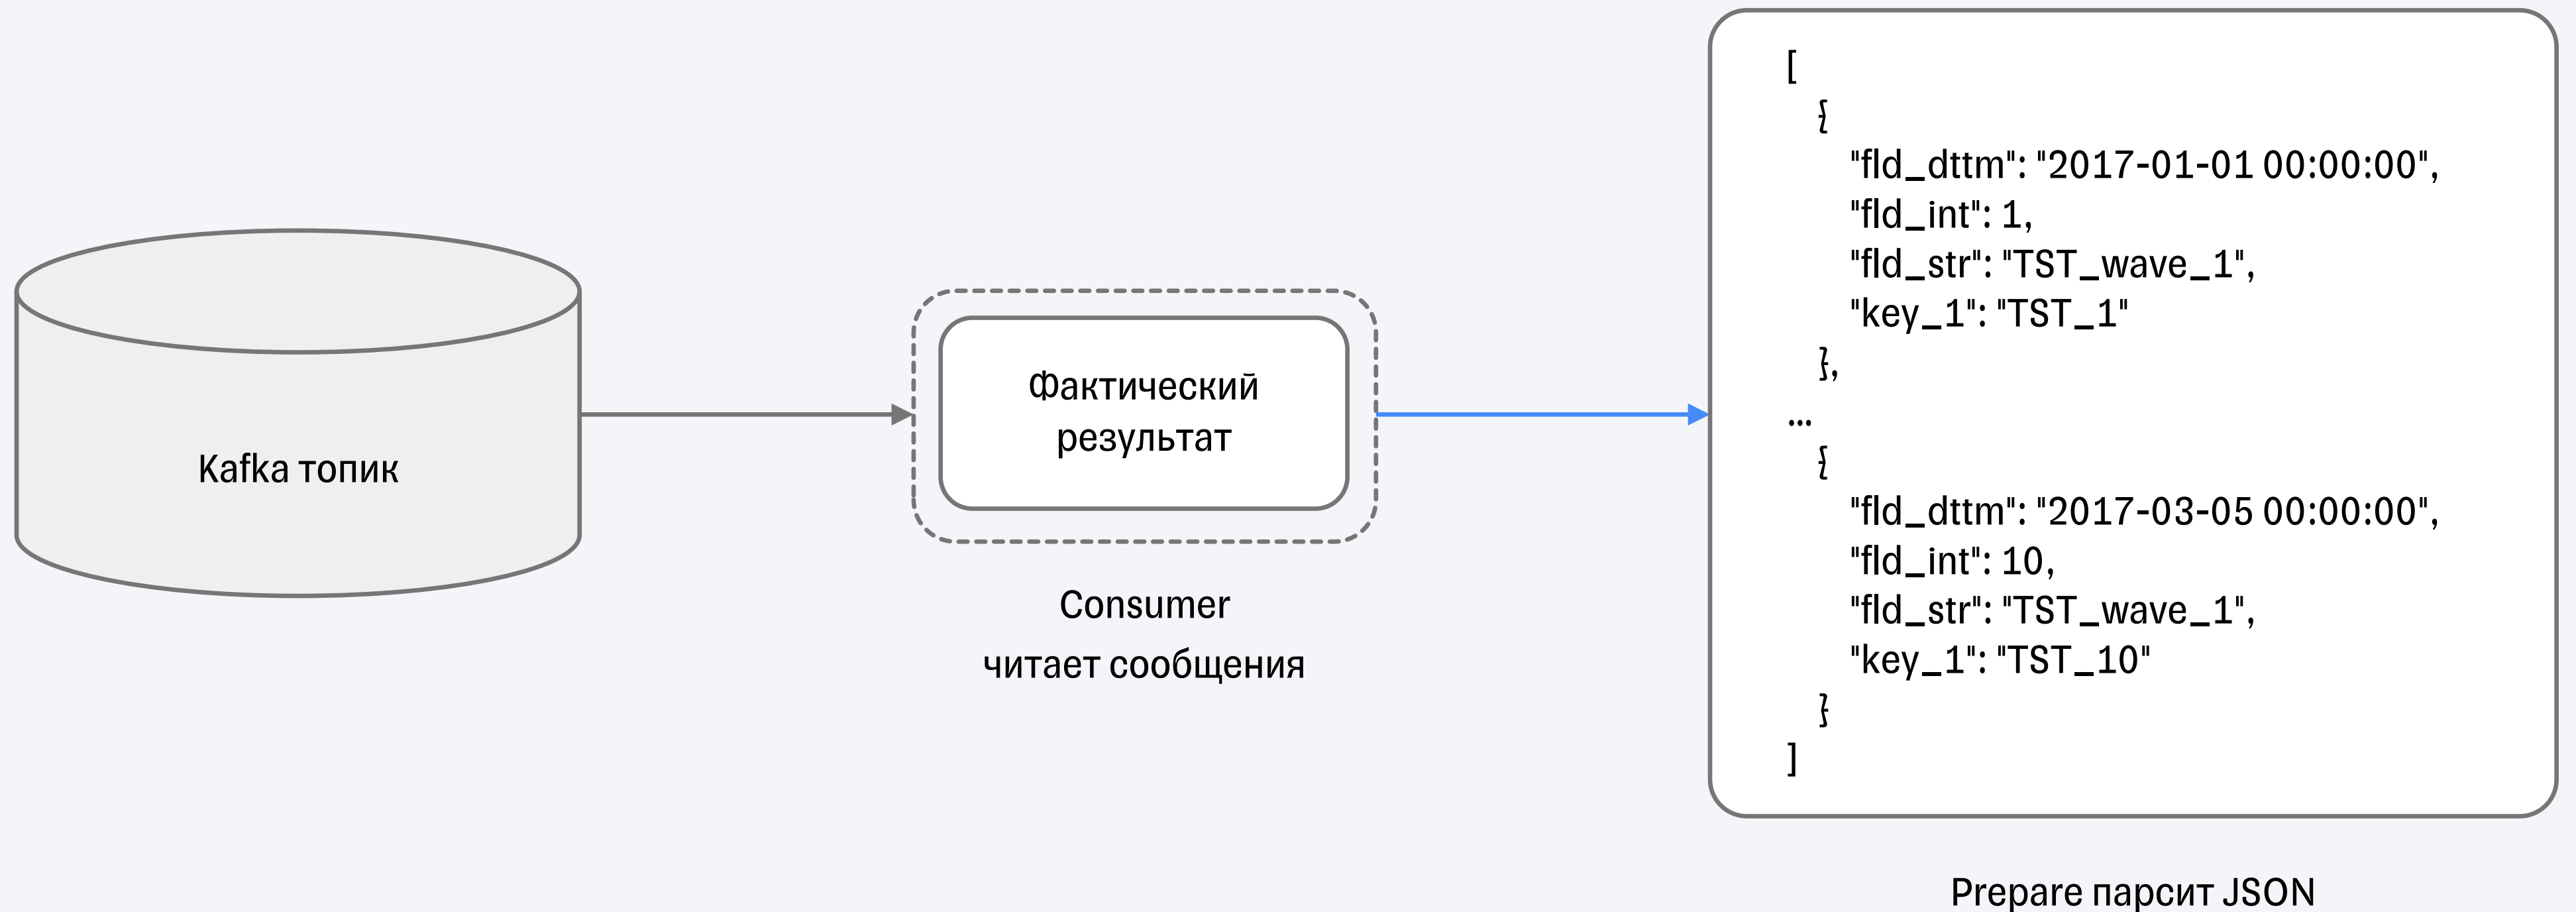 Kafka топик
Фактический
результат
Consumer
читает сообщения
[
{
"fld_dttm": "2017-01-01 00:00:00",
"fld_int": 1,
"fld_str": "TST_wave_1",
"key_1": "TST_1"
},
...
{
"fld_dttm": "2017-03-05 00:00:00",
"fld_int": 10,
"fld_str": "TST_wave_1",
"key_1": "TST_10"
}
]
Prepare парсит JSON